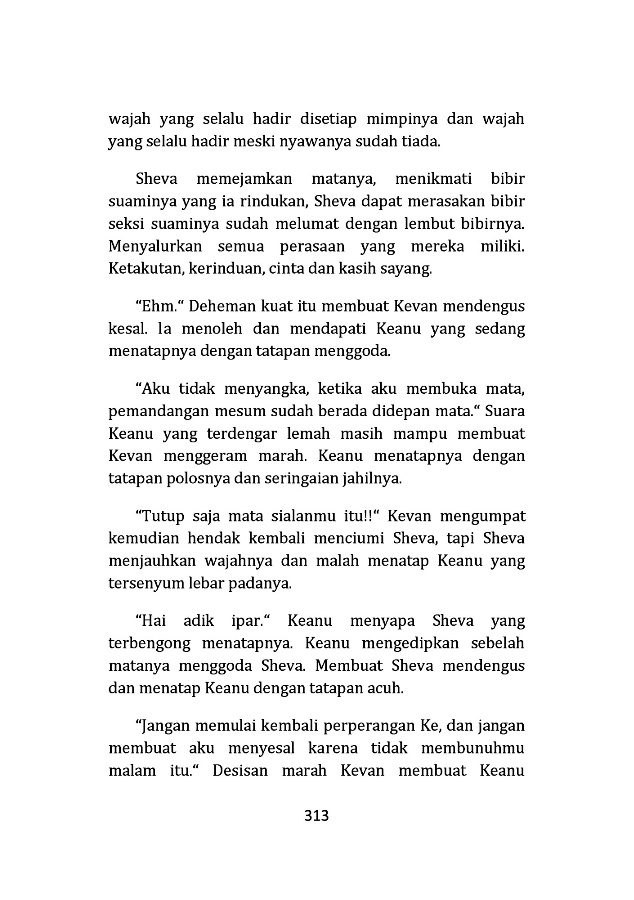 wajah yang selalu hadir disetiap mimpinya dan wajah
yang selalu hadir meski nyawanya sudah tiada.
Sheva memejamkan matanya, menikmati bibir
suaminya yang ia rindukan, Sheva dapat merasakan bibir
seksi suaminya sudah melumat dengan lembut bibirnya.
Menyalurkan semua perasaan yang mereka miliki.
Ketakutan, kerinduan, cinta dan kasih sayang.
“Ehm.“ Deheman kuat itu membuat Kevan mendengus
kesal. Ia menoleh dan mendapati Keanu yang sedang
menatapnya dengan tatapan menggoda.
“Aku tidak menyangka, ketika aku membuka mata,
pemandangan mesum sudah berada didepan mata.“ Suara
Keanu yang terdengar lemah masih mampu membuat
Kevan menggeram marah. Keanu menatapnya dengan
tatapan polosnya dan seringaian jahilnya.
“Tutup saja mata sialanmu itu!!“ Kevan mengumpat
kemudian hendak kembali menciumi Sheva, tapi Sheva
menjauhkan wajahnya dan malah menatap Keanu yang
tersenyum lebar padanya.
“Hai adik ipar.“ Keanu menyapa Sheva yang
terbengong menatapnya. Keanu mengedipkan sebelah
matanya menggoda Sheva. Membuat Sheva mendengus
dan menatap Keanu dengan tatapan acuh.
“Jangan memulai kembali perperangan Ke, dan jangan
membuat aku menyesal karena tidak membunuhmu
malam itu.“ Desisan marah Kevan membuat Keanu
313